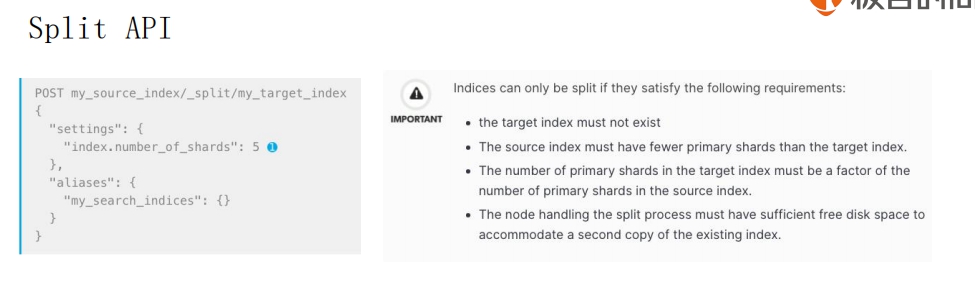 Split API
POST my_source_index/_split/my_target_index
{
  "settings": {
    "index.number_of_shards": 5 1
  },
  "aliases": {
    "my_search_indices": {}
  }
}
IMPORTANT
Indices can only be split if they satisfy the following requirements:
• the target index must not exist
• The source index must have fewer primary shards than the target index.
• The number of primary shards in the target index must be a factor of the
number of primary shards in the source index.
• The node handling the split process must have sufficient free disk space to
accommodate a second copy of the existing index.